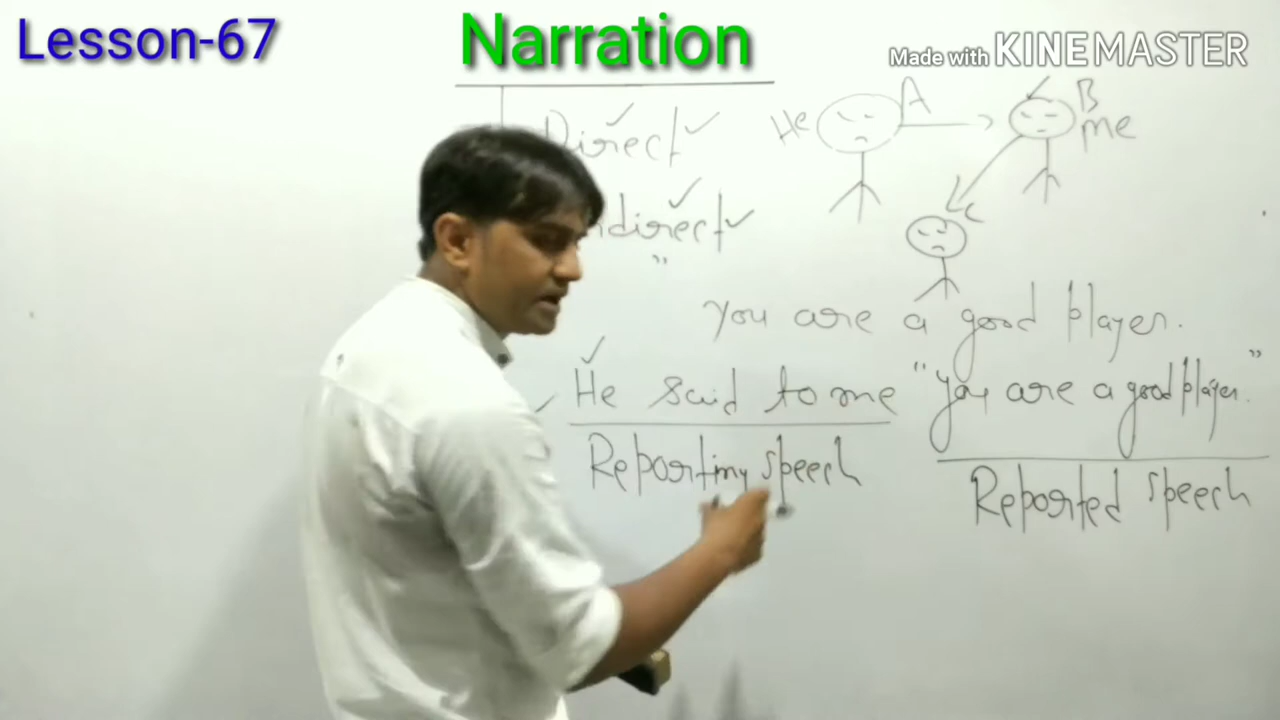 Lesson-67
Narration
Made with KINEMASTER
Direct
He
A
B
me
C
indirect
"
you are a good player.
He said to me "you are a good player."
Reporting speech
Reported speech